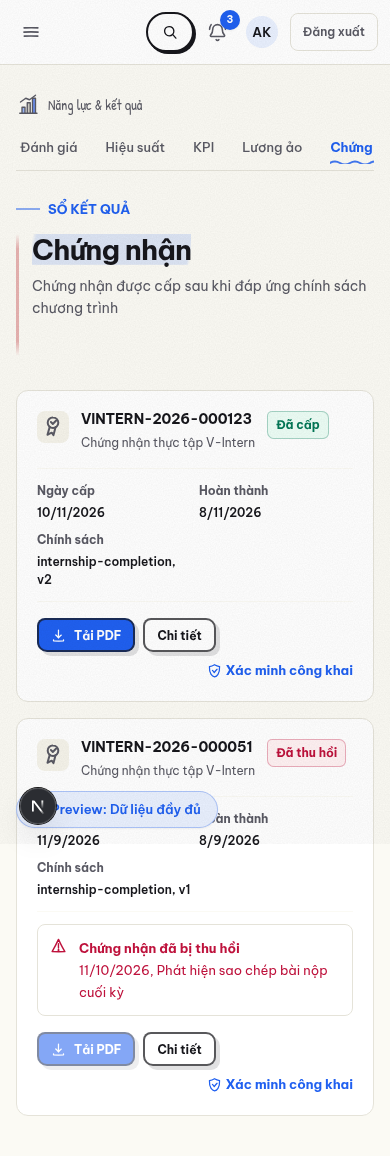 3
AK
Đăng xuất
Năng lực & kết quả
Đánh giá
Hiệu suất
KPI
Lương ảo
Chứng
SỔ KẾT QUẢ
Chứng nhận
Chứng nhận được cấp sau khi đáp ứng chính sách
chương trình
VINTERN-2026-000123
Đã cấp
Chứng nhận thực tập V-Intern
Ngày cấp
Hoàn thành
10/11/2026
8/11/2026
Chính sách
internship-completion,
v2
Tải PDF
Chi tiết
Xác minh công khai
VINTERN-2026-000051
Đã thu hồi
Chứng nhận thực tập V-Intern
N
Preview: Dữ liệu đầy đủ
thành
11/9/2026
8/9/2026
Chính sách
internship-completion, v1
Chứng nhận đã bị thu hồi
11/10/2026, Phát hiện sao chép bài nộp
cuối kỳ
Tải PDF
Chi tiết
Xác minh công khai